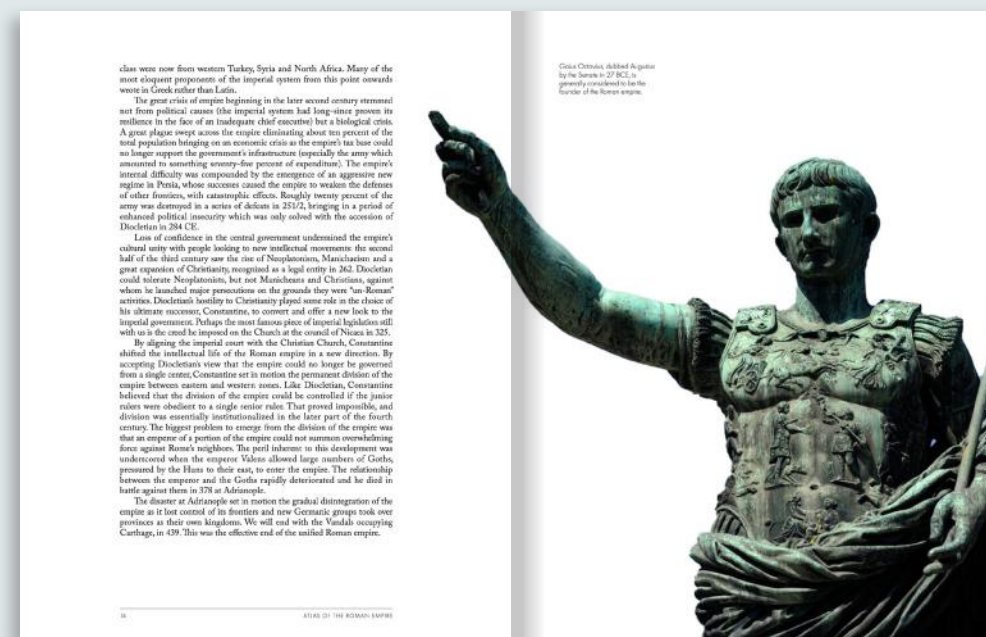 class were now from western Turkey, Syria and North Africa. Many of the
most eloquent proponents of the imperial system from this point onwards
wrote in Greek rather than Latin.
The great crisis of empire beginning in the later second century stemmed
not from political causes (the imperial system had long-since proven its
resilience in the face of an inadequate chief executive) but a biological crisis.
A great plague swept across the empire eliminating about ten percent of the
total population bringing on an economic crisis as the empire's tax base could
no longer support the government's infrastructure (especially the army which
amounted to something seventy-five percent of expenditure). The empire's
internal difficulty was compounded by the emergence of an aggressive new
regime in Persia, whose successes caused the empire to weaken the defenses
of other frontiers, with catastrophic effects. Roughly twenty percent of the
army was destroyed in a series of defeats in 251/2, bringing in a period of
enhanced political insecurity which was only solved with the accession of
Diocletian in 284 CE.
Loss of confidence in the central government undermined the empire's
cultural unity with people looking to new intellectual movements: the second
half of the third century saw the rise of Neoplatonism, Manichaeism and a
great expansion of Christianity, recognized as a legal entity in 262. Diocletian
could tolerate Neoplatonists, but not Manicheans and Christians, against
whom he launched major persecutions on the grounds they were "un-Roman"
activities. Diocletian's hostility to Christianity played some role in the choice of
his ultimate successor, Constantine, to convert and offer a new look to the
imperial government. Perhaps the most famous piece of imperial legislation still
with us is the creed he imposed on the Church at the council of Nicaea in 325.
By aligning the imperial court with the Christian Church, Constantine
shifted the intellectual life of the Roman empire in a new direction. By
accepting Diocletian's view that the empire could no longer be governed
from a single center, Constantine set in motion the permanent division of the
empire between eastern and western zones. Like Diocletian, Constantine
believed that the division of the empire could be controlled if the junior
rulers were obedient to a single senior ruler. That proved impossible, and
division was essentially institutionalized in the later part of the fourth
century. The biggest problem to emerge from the division of the empire was
that an emperor of a portion of the empire could not summon overwhelming
force against Rome's neighbors. The peril inherent to this development was
underscored when the emperor Valens allowed large numbers of Goths,
pressured by the Huns to their east, to enter the empire. The relationship
between the emperor and the Goths rapidly deteriorated and he died in
battle against them in 378 at Adrianople.
The disaster at Adrianople set in motion the gradual disintegration of the
empire as it lost control of its frontiers and new Germanic groups took over
provinces as their own kingdoms. We will end with the Vandals occupying
Carthage, in 439. This was the effective end of the unified Roman empire.
ATLAS OF THE ROMAN EMPIRE
Gaius Octavius, dubbed Augustus
by the Senate in 27 BCE, is
generally considered to be the
founder of the Roman empire.